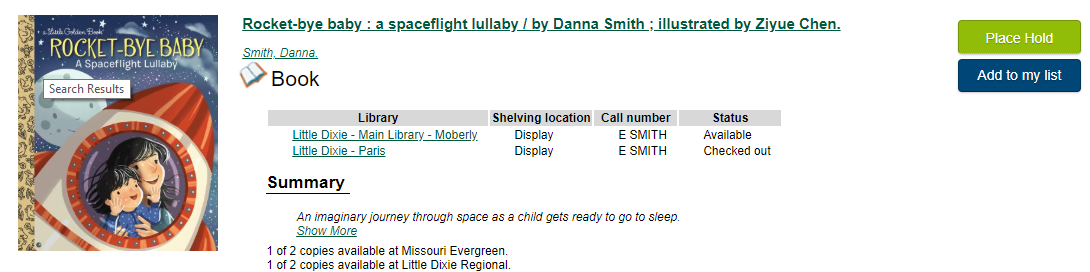 a Little Golden Book
ROCKET-BYE BABY
A Spaceflight Lullaby
Search Results
Rocket-bye baby : a spaceflight lullaby / by Danna Smith ; illustrated by Ziyue Chen.
Smith, Danna.
Book
Place Hold
Add to my list
Library Shelving location Call number Status
Little Dixie - Main Library - Moberly Display E SMITH Available
Little Dixie - Paris Display E SMITH Checked out
Summary
An imaginary journey through space as a child gets ready to go to sleep.
Show More
1 of 2 copies available at Missouri Evergreen.
1 of 2 copies available at Little Dixie Regional.